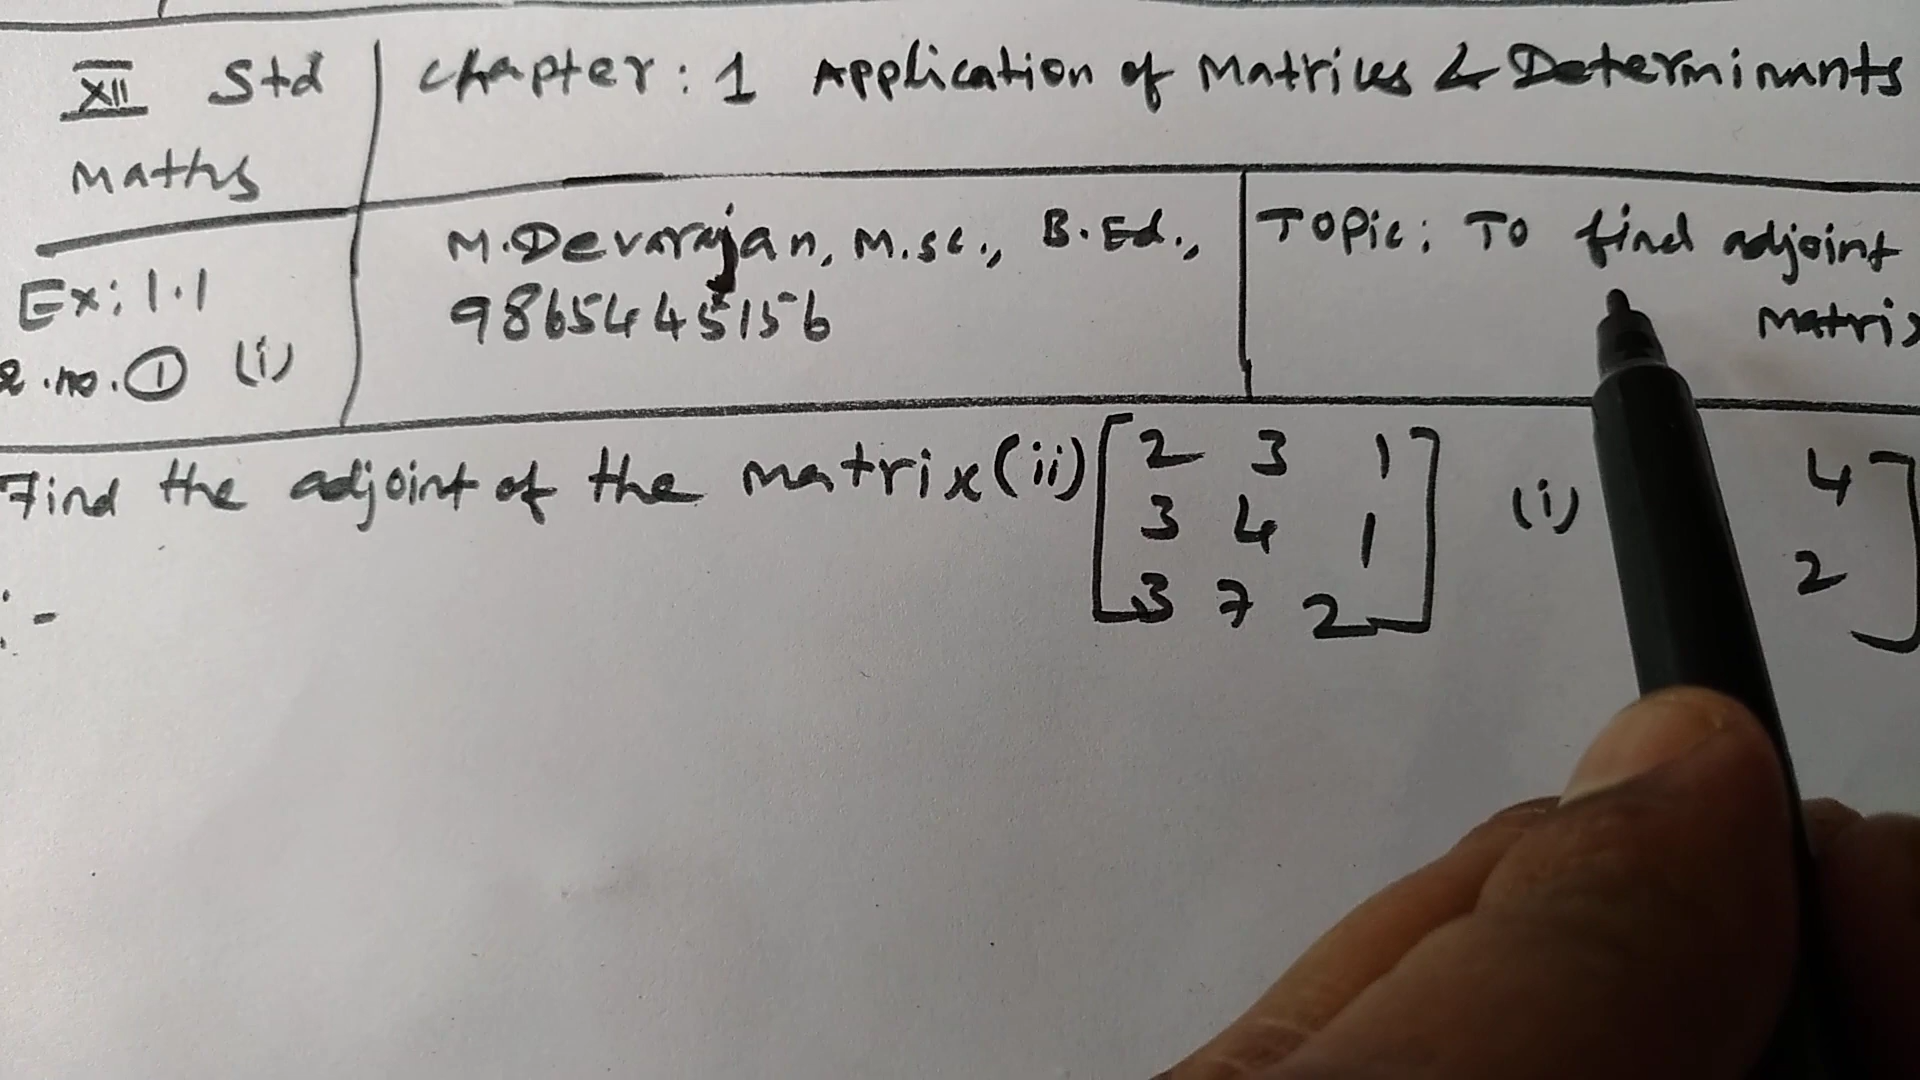 XII Std
Maths
Chapter: 1 Application of Matrices & Determinants
Ex: 1.1
no. ① (i)
M. Devarajan, M.sc., B.Ed.,
9865445156
Topic: To find adjoint
Matrix
Find the adjoint of the matrix (ii) [2 3 1] (i) 4]
3 4 1 2
3 7 2
:-